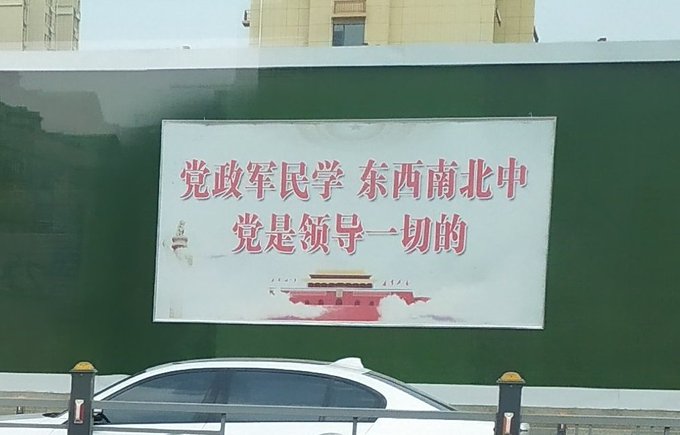 党政军民学 东西南北中
党是领导一切的